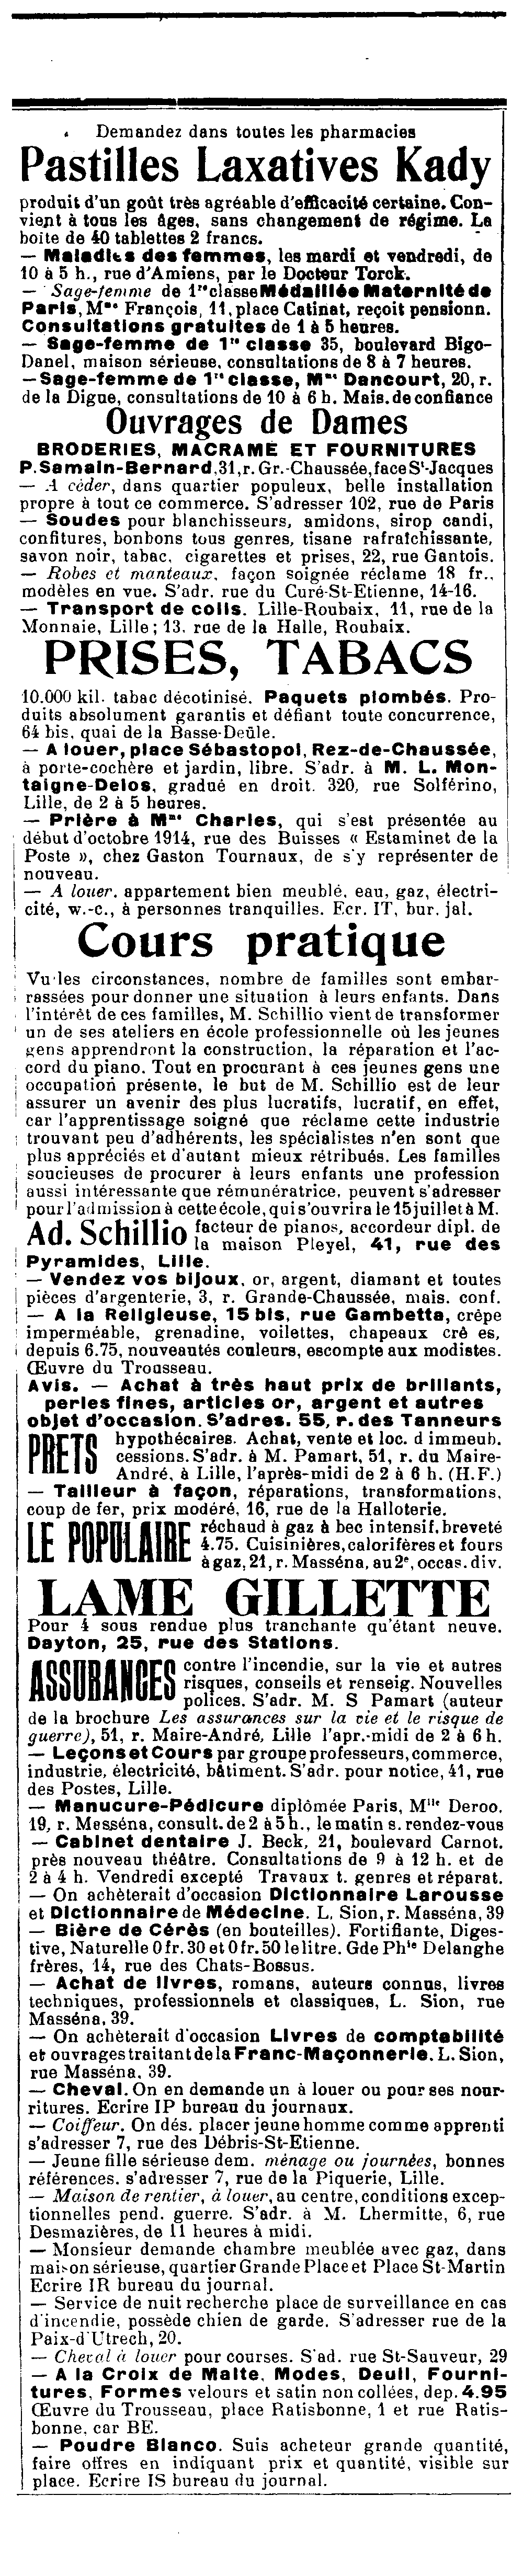 Demandez dans toutes les pharmacies
Pastilles Laxatives Kady
produit d'un goût très agréable d'efficacité certaine. Con-
vient à tous les âges, sans changement de régime. La
boite de 40 tablettes 2 francs.
— Maladies des femmes, les mardi et vendredi, de
10 à 5 h., rue d'Amiens, par le Docteur Torck.
— Sage-femme de 1re classe Médaillée Maternité de
Paris, Mme François, 11, place Catinat, reçoit pensionn.
Consultations gratuites de 1 à 5 heures.
— Sage-femme de 1re classe 35, boulevard Bigo-
Danel, maison sérieuse, consultations de 8 à 7 heures.
— Sage-femme de 1re classe, Mme Dancourt, 20, r.
de la Digue, consultations de 10 à 6 h. Mais. de confiance
Ouvrages de Dames
BRODERIES, MACRAMÉ ET FOURNITURES
P. Samain-Bernard, 31, r. Gr.-Chaussée, face St-Jacques
— A céder, dans quartier populeux, belle installation
propre à tout ce commerce. S'adresser 102, rue de Paris
— Soudes pour blanchisseurs, amidons, sirop candi,
confitures, bonbons tous genres, tisane rafraîchissante,
savon noir, tabac, cigarettes et prises, 22, rue Gantois.
— Robes et manteaux, façon soignée réclame 18 fr.,
modèles en vue. S'adr. rue du Curé-St-Etienne, 14-16.
— Transport de colis. Lille-Roubaix, 11, rue de la
Monnaie, Lille ; 13, rue de la Halle, Roubaix.
PRISES, TABACS
10.000 kil. tabac décotinisé. Paquets plombés. Pro-
duits absolument garantis et défiant toute concurrence,
64 bis, quai de la Basse-Deûle.
— A louer, place Sébastopol, Rez-de-Chaussée,
à porte-cochère et jardin, libre. S'adr. à M. L. Mon-
taigne-Delos, gradué en droit. 320, rue Solférino,
Lille, de 2 à 5 heures.
— Prière à Mme Charles, qui s'est présentée au
début d'octobre 1914, rue des Buisses « Estaminet de la
Poste », chez Gaston Tournaux, de s'y représenter de
nouveau.
— A louer, appartement bien meublé, eau, gaz, électri-
cité, w.-c., à personnes tranquilles. Ecr. IT, bur. jal.
Cours pratique
Vu les circonstances, nombre de familles sont embar-
rassées pour donner une situation à leurs enfants. Dans
l'intérêt de ces familles, M. Schillio vient de transformer
un de ses ateliers en école professionnelle où les jeunes
gens apprendront la construction, la réparation et l'ac-
cord du piano. Tout en procurant à ces jeunes gens une
occupation présente, le but de M. Schillio est de leur
assurer un avenir des plus lucratifs, lucratif, en effet,
car l'apprentissage soigné que réclame cette industrie
trouvant peu d'adhérents, les spécialistes n'en sont que
plus appréciés et d'autant mieux rétribués. Les familles
soucieuses de procurer à leurs enfants une profession
aussi intéressante que rémunératrice, peuvent s'adresser
pour l'admission à cette école, qui s'ouvrira le 15 juillet à M.
Ad. Schillio facteur de pianos, accordeur dipl. de
la maison Pleyel, 41, rue des
Pyramides, Lille.
— Vendez vos bijoux, or, argent, diamant et toutes
pièces d'argenterie, 3, r. Grande-Chaussée, mais. conf.
— A la Religieuse, 15 bis, rue Gambetta, crêpe
imperméable, grenadine, voilettes, chapeaux crê es,
depuis 6.75, nouveautés couleurs, escompte aux modistes.
Œuvre du Trousseau.
Avis. — Achat à très haut prix de brillants,
perles fines, articles or, argent et autres
objet d'occasion. S'adres. 55, r. des Tanneurs
PRETS hypothécaires. Achat, vente et loc. d immeub.
cessions. S'adr. à M. Pamart, 51, r. du Maire-
André, à Lille, l'après-midi de 2 à 6 h. (H.F.)
— Tailleur à façon, réparations, transformations,
coup de fer, prix modéré, 16, rue de la Halloterie.
LE POPULAIRE réchaud à gaz à bec intensif, breveté
4.75. Cuisinières, calorifères et fours
à gaz, 21, r. Masséna, au 2e, occas. div.
LAME GILLETTE
Pour 4 sous rendue plus tranchante qu'étant neuve.
Dayton, 25, rue des Stations.
ASSURANCES contre l'incendie, sur la vie et autres
risques, conseils et renseig. Nouvelles
polices. S'adr. M. S Pamart (auteur
de la brochure Les assurances sur la vie et le risque de
guerre), 51, r. Maire-André, Lille l'apr.-midi de 2 à 6 h.
— Leçons et Cours par groupe professeurs, commerce,
industrie, électricité, bâtiment. S'adr. pour notice, 41, rue
des Postes, Lille.
— Manucure-Pédicure diplômée Paris, Mlle Deroo,
19, r. Masséna, consult. de 2 à 5 h., le matin s. rendez-vous
— Cabinet dentaire J. Beck, 21, boulevard Carnot,
près nouveau théâtre. Consultations de 9 à 12 h. et de
2 à 4 h. Vendredi excepté Travaux t. genres et réparat.
— On achèterait d'occasion Dictionnaire Larousse
et Dictionnaire de Médecine. L. Sion, r. Masséna, 39
— Bière de Cérès (en bouteilles). Fortifiante, Diges-
tive, Naturelle 0 fr. 30 et 0 fr. 50 le litre. Gde Phie Delanghe
frères, 14, rue des Chats-Bossus.
— Achat de livres, romans, auteurs connus, livres
techniques, professionnels et classiques, L. Sion, rue
Masséna, 39.
— On achèterait d'occasion Livres de comptabilité
et ouvrages traitant de la Franc-Maçonnerie. L. Sion,
rue Masséna, 39.
— Cheval. On en demande un à louer ou pour ses nour-
ritures. Ecrire IP bureau du journaux.
— Coiffeur. On dés. placer jeune homme comme apprenti
s'adresser 7, rue des Débris-St-Etienne.
— Jeune fille sérieuse dem. ménage ou journées, bonnes
références. s'adresser 7, rue de la Piquerie, Lille.
— Maison de rentier, à louer, au centre, conditions excep-
tionnelles pend. guerre. S'adr. à M. Lhermitte, 6, rue
Desmazières, de 11 heures à midi.
— Monsieur demande chambre meublée avec gaz, dans
maison sérieuse, quartier Grande Place et Place St-Martin
Ecrire IR bureau du journal.
— Service de nuit recherche place de surveillance en cas
d'incendie, possède chien de garde. S'adresser rue de la
Paix-d'Utrech, 20.
— Cheval à louer pour courses. S'ad. rue St-Sauveur, 29
— A la Croix de Malte. Modes, Deuil, Fourni-
tures, Formes velours et satin non collées, dep. 4.95
Œuvre du Trousseau, place Ratisbonne, 1 et rue Ratis-
bonne, car BE.
— Poudre Blanco. Suis acheteur grande quantité,
faire offres en indiquant prix et quantité, visible sur
place. Ecrire IS bureau du journal.